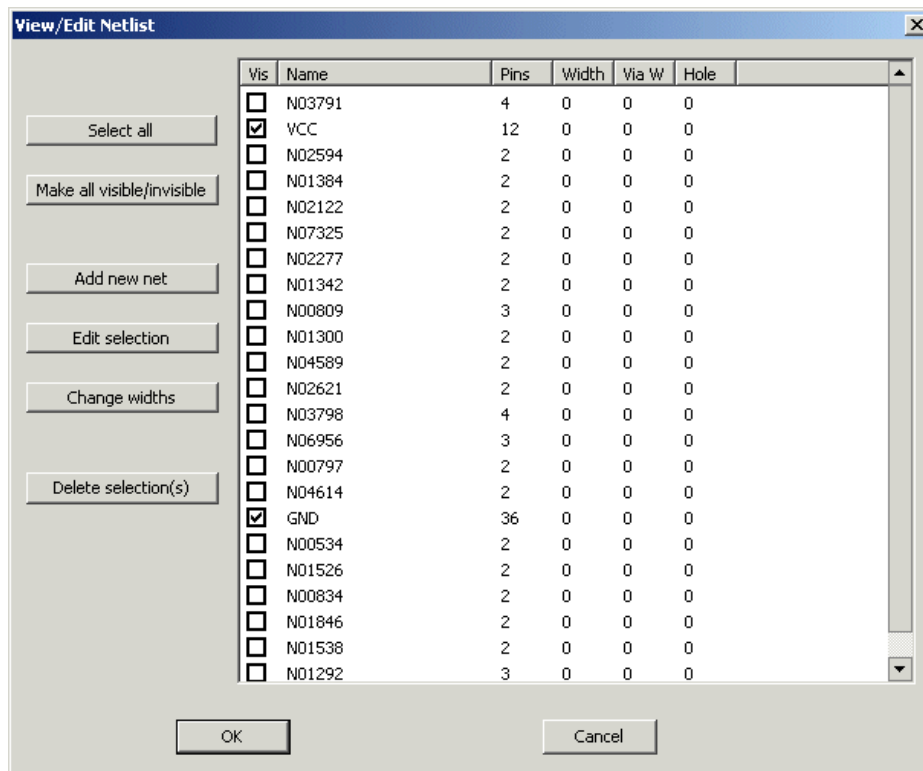 View/Edit Netlist
Vis Name Pins Width Via W Hole
N03791 4 0 0 0
Select all
VCC 12 0 0 0
N02594 2 0 0 0
Make all visible/invisible
N01384 2 0 0 0
N02122 2 0 0 0
N07325 2 0 0 0
N02277 2 0 0 0
Add new net
N01342 2 0 0 0
N00809 3 0 0 0
Edit selection
N01300 2 0 0 0
N04589 2 0 0 0
Change widths
N02621 2 0 0 0
N03798 4 0 0 0
N06956 3 0 0 0
N00797 2 0 0 0
Delete selection(s)
N04614 2 0 0 0
GND 36 0 0 0
N00534 2 0 0 0
N01526 2 0 0 0
N00834 2 0 0 0
N01846 2 0 0 0
N01538 2 0 0 0
N01292 3 0 0 0
OK Cancel